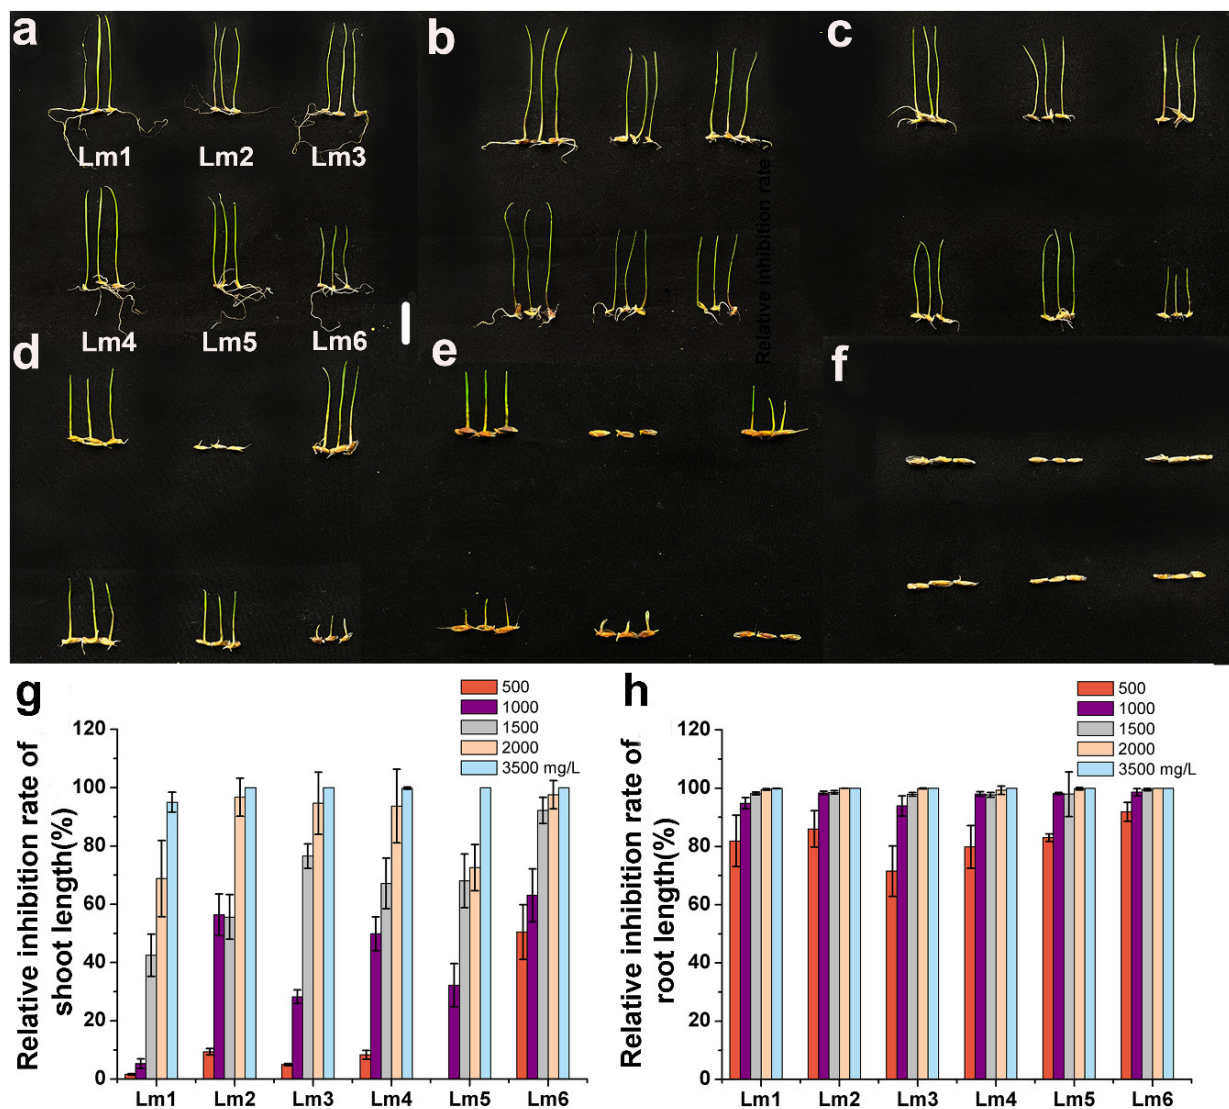 a
b
c
Lm1 Lm2 Lm3
Relative inhibition rate
Lm4 Lm5 Lm6
d
e
f
g
500
1000
1500
2000
3500 mg/L
Relative inhibition rate of
shoot length(%)
120
100
80
60
40
20
0
Lm1 Lm2 Lm3 Lm4 Lm5 Lm6
h
500
1000
1500
2000
3500 mg/L
Relative inhibition rate of
root length(%)
120
100
80
60
40
20
0
Lm1 Lm2 Lm3 Lm4 Lm5 Lm6